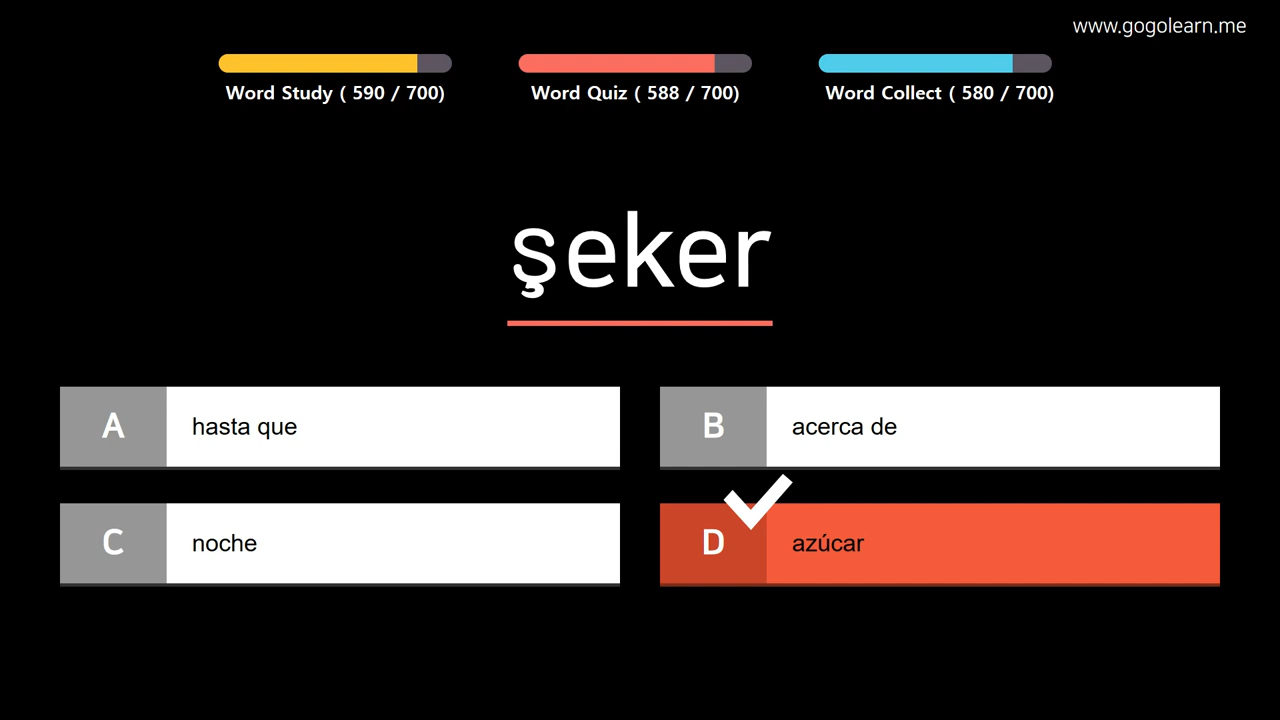 www.gogolearn.me
Word Study ( 590 / 700)
Word Quiz ( 588 / 700)
Word Collect ( 580 / 700)
şeker
A hasta que
B acerca de
C noche
D azúcar